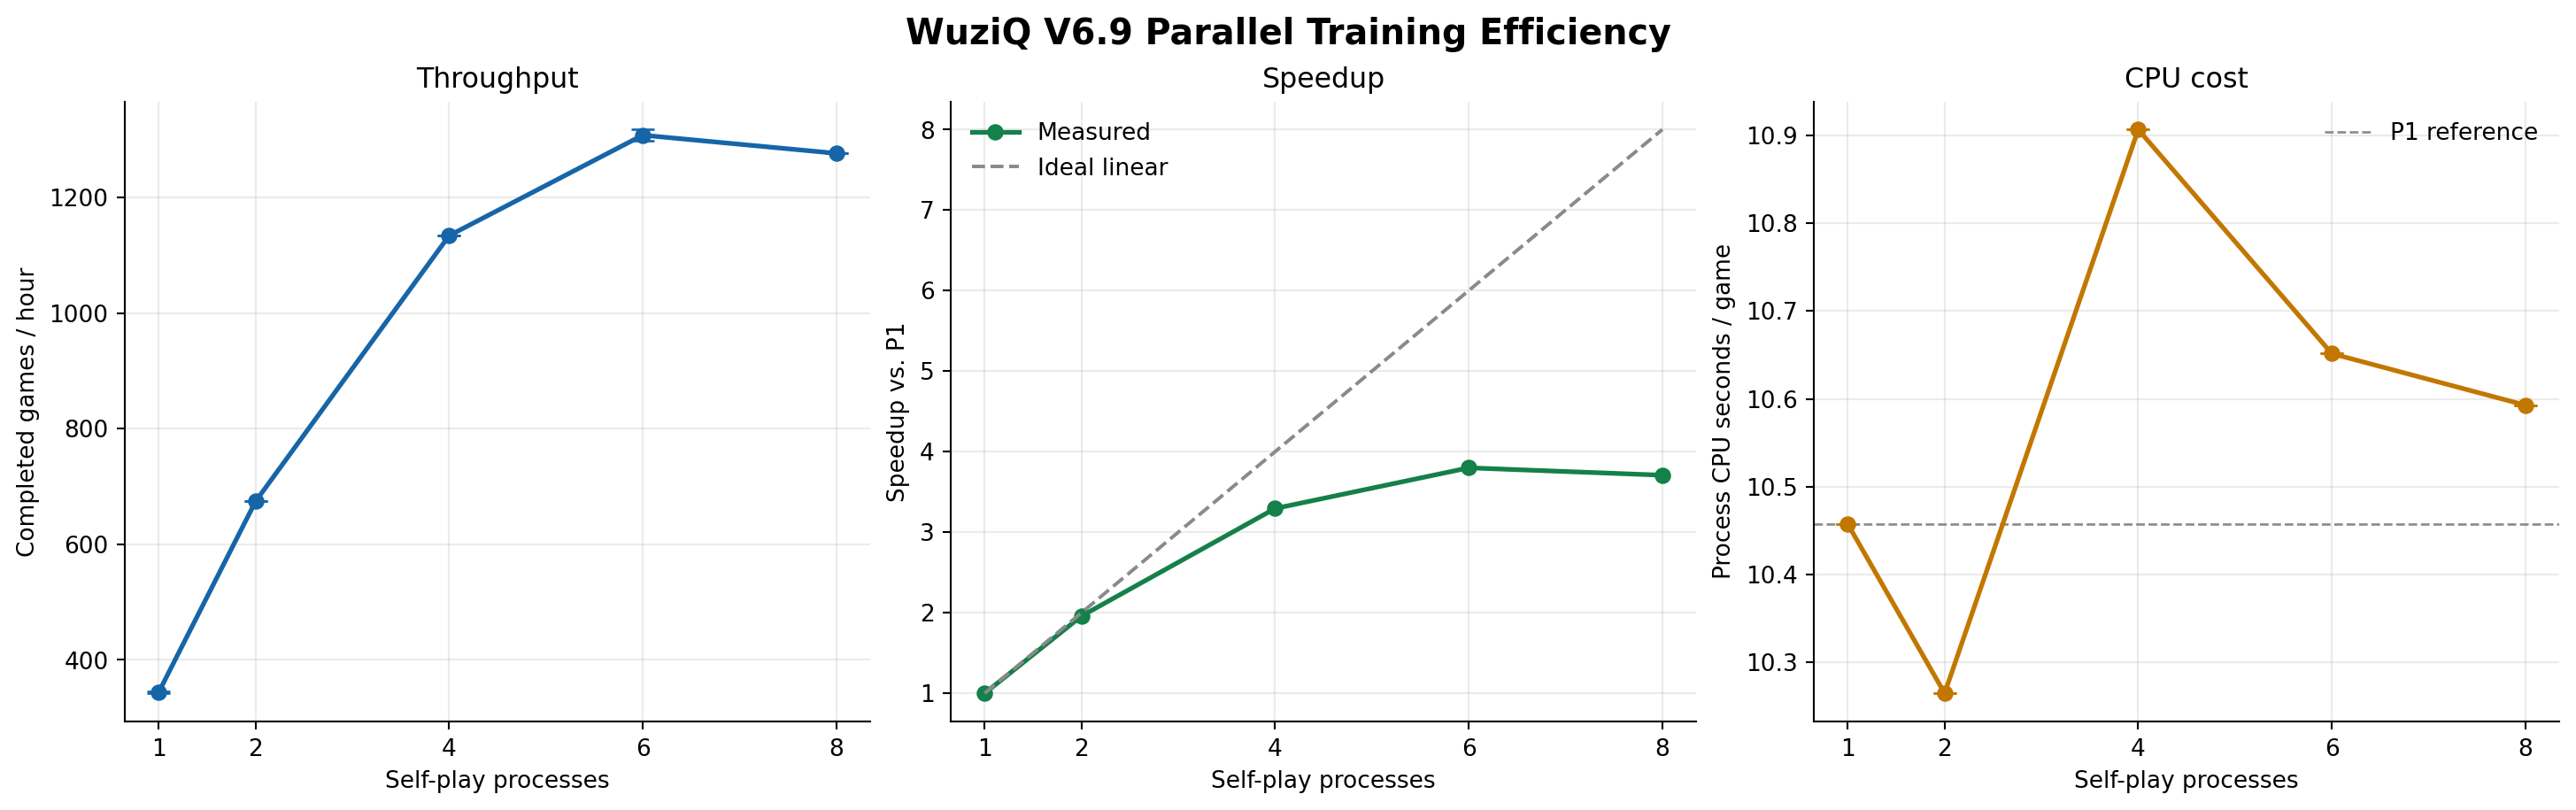 WuziQ V6.9 Parallel Training Efficiency
Throughput
Completed games / hour
1200
1000
800
600
400
1 2 4 6 8
Self-play processes
Speedup
Speedup vs. P1
Measured
Ideal linear
8
7
6
5
4
3
2
1
1 2 4 6 8
Self-play processes
CPU cost
Process CPU seconds / game
P1 reference
10.9
10.8
10.7
10.6
10.5
10.4
10.3
1 2 4 6 8
Self-play processes